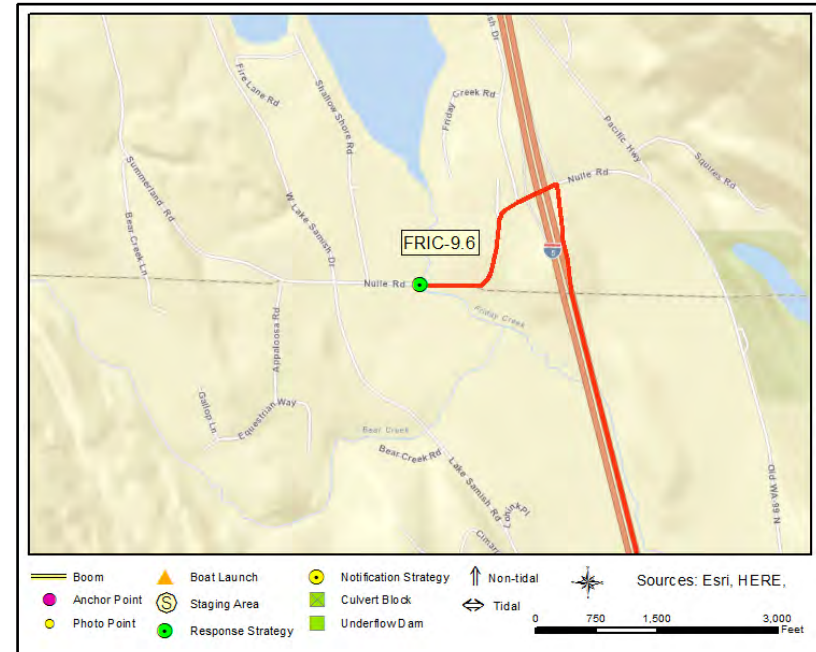 Fire Lane Rd
Shallow Shore Rd
Friday Creek Rd
Samish Dr
Pacific Hwy
Squires Rd
Nulle Rd
Summerland Rd
Bear Creek Ln
W Lake Samish Dr
FRIC-9.6
5
Nulle Rd
Friday Creek
Appaloosa Rd
Gallop Ln
Equestrian Way
Bear Creek
Bear Creek Rd
Lake Samish Rd
Old WA 99 N
Boom
Boat Launch
Notification Strategy
Non-tidal
Sources: Esri, HERE,
Anchor Point
Staging Area
S
Culvert Block
Tidal
Photo Point
Response Strategy
Underflow Dam
0 750 1,500 3,000
Feet